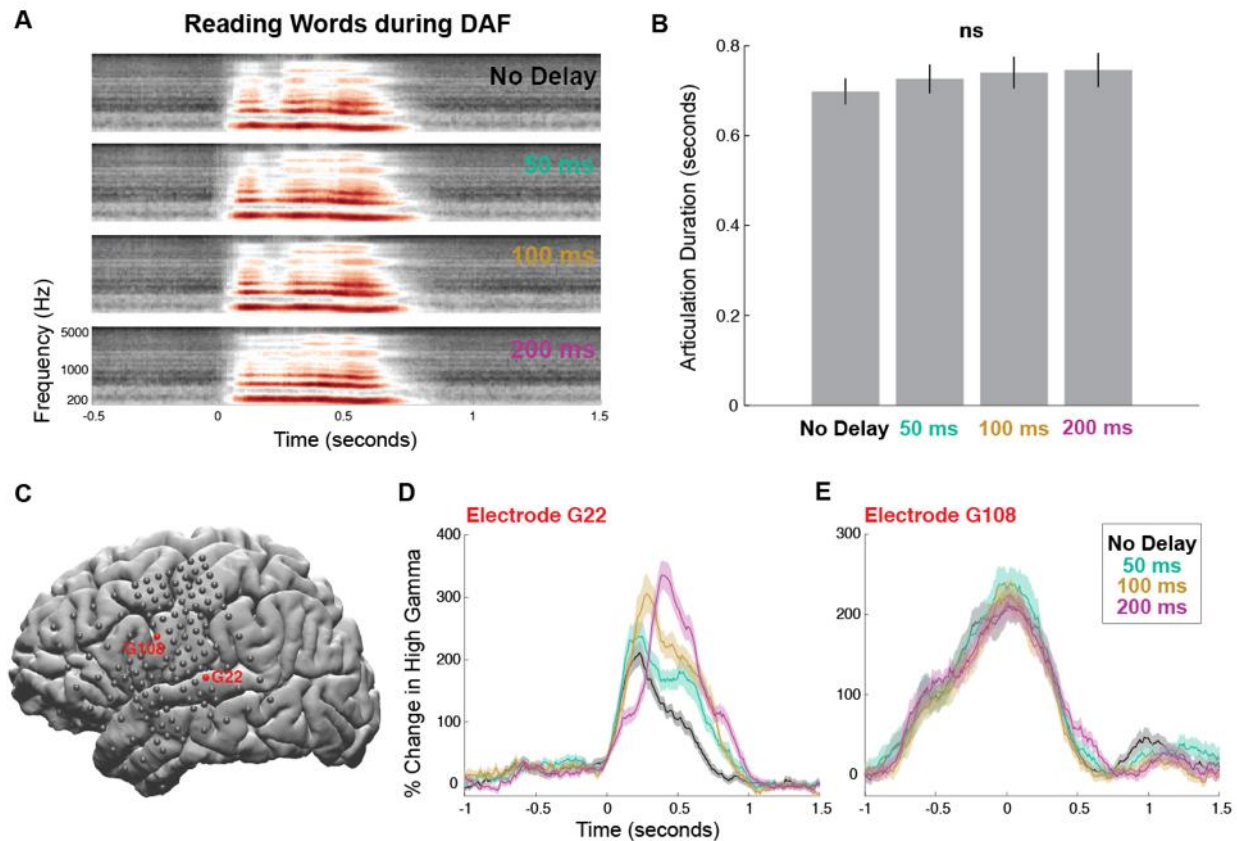 A
Reading Words during DAF
No Delay
50 ms
100 ms
200 ms
Frequency (Hz)
5000
1000
200
-0.5
0
0.5
1
1.5
Time (seconds)
B
ns
Articulation Duration (seconds)
0.8
0.6
0.4
0.2
0
No Delay
50 ms
100 ms
200 ms
C
G108
G22
D
Electrode G22
% Change in High Gamma
400
300
200
100
0
-1
-0.5
0
0.5
1
1.5
Time (seconds)
E
Electrode G108
300
200
100
0
-1
-0.5
0
0.5
1
1.5
No Delay
50 ms
100 ms
200 ms